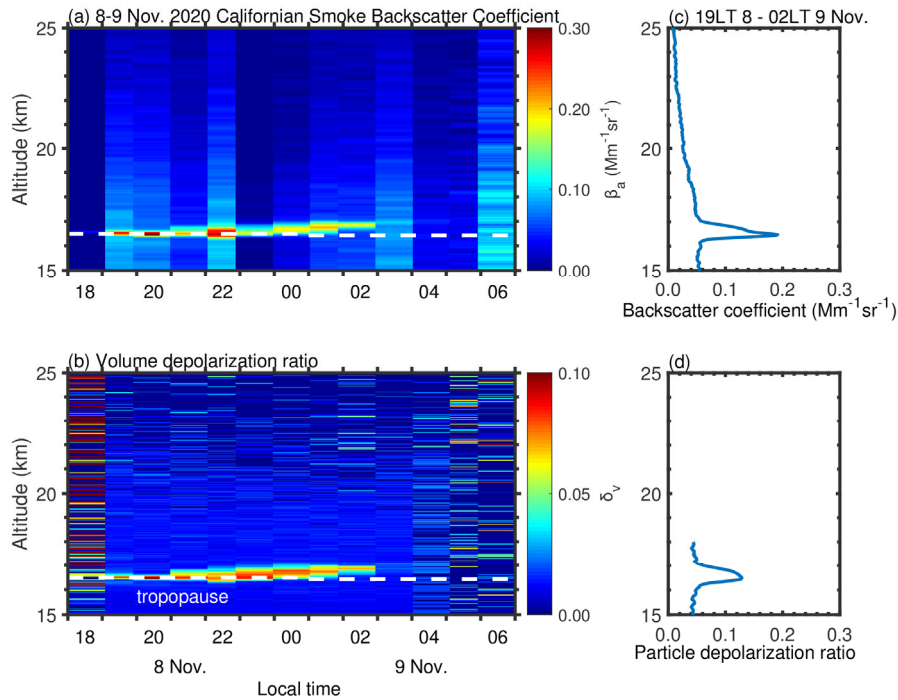 (a) 8-9 Nov. 2020 Californian Smoke Backscatter Coefficient
25
20
15
Altitude (km)
18 20 22 00 02 04 06
0.30
0.20
0.10
0.00
βa (Mm⁻¹sr⁻¹)
(c) 19LT 8 - 02LT 9 Nov.
25
20
15
0.0 0.1 0.2 0.3
Backscatter coefficient (Mm⁻¹sr⁻¹)
(b) Volume depolarization ratio
25
20
15
Altitude (km)
tropopause
18 20 22 00 02 04 06
8 Nov. 9 Nov.
Local time
0.10
0.05
0.00
δv
(d)
25
20
15
0.0 0.1 0.2 0.3
Particle depolarization ratio